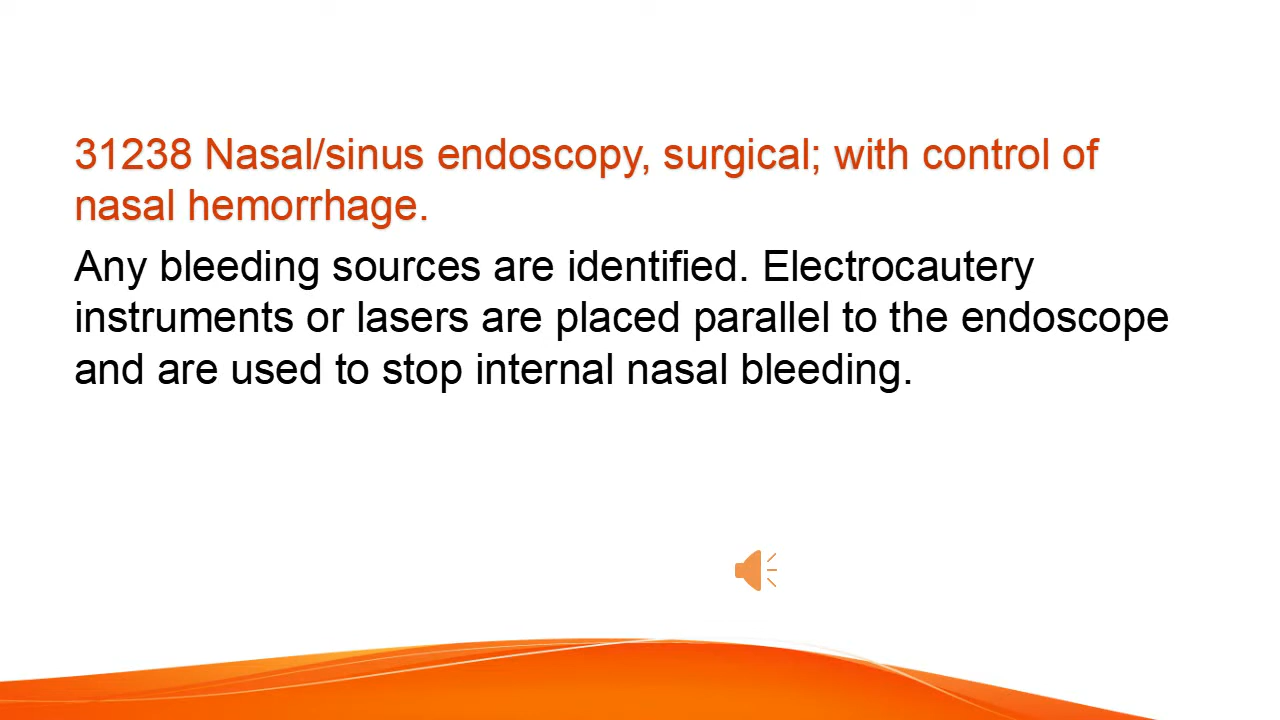 31238 Nasal/sinus endoscopy, surgical; with control of
nasal hemorrhage.
Any bleeding sources are identified. Electrocautery
instruments or lasers are placed parallel to the endoscope
and are used to stop internal nasal bleeding.